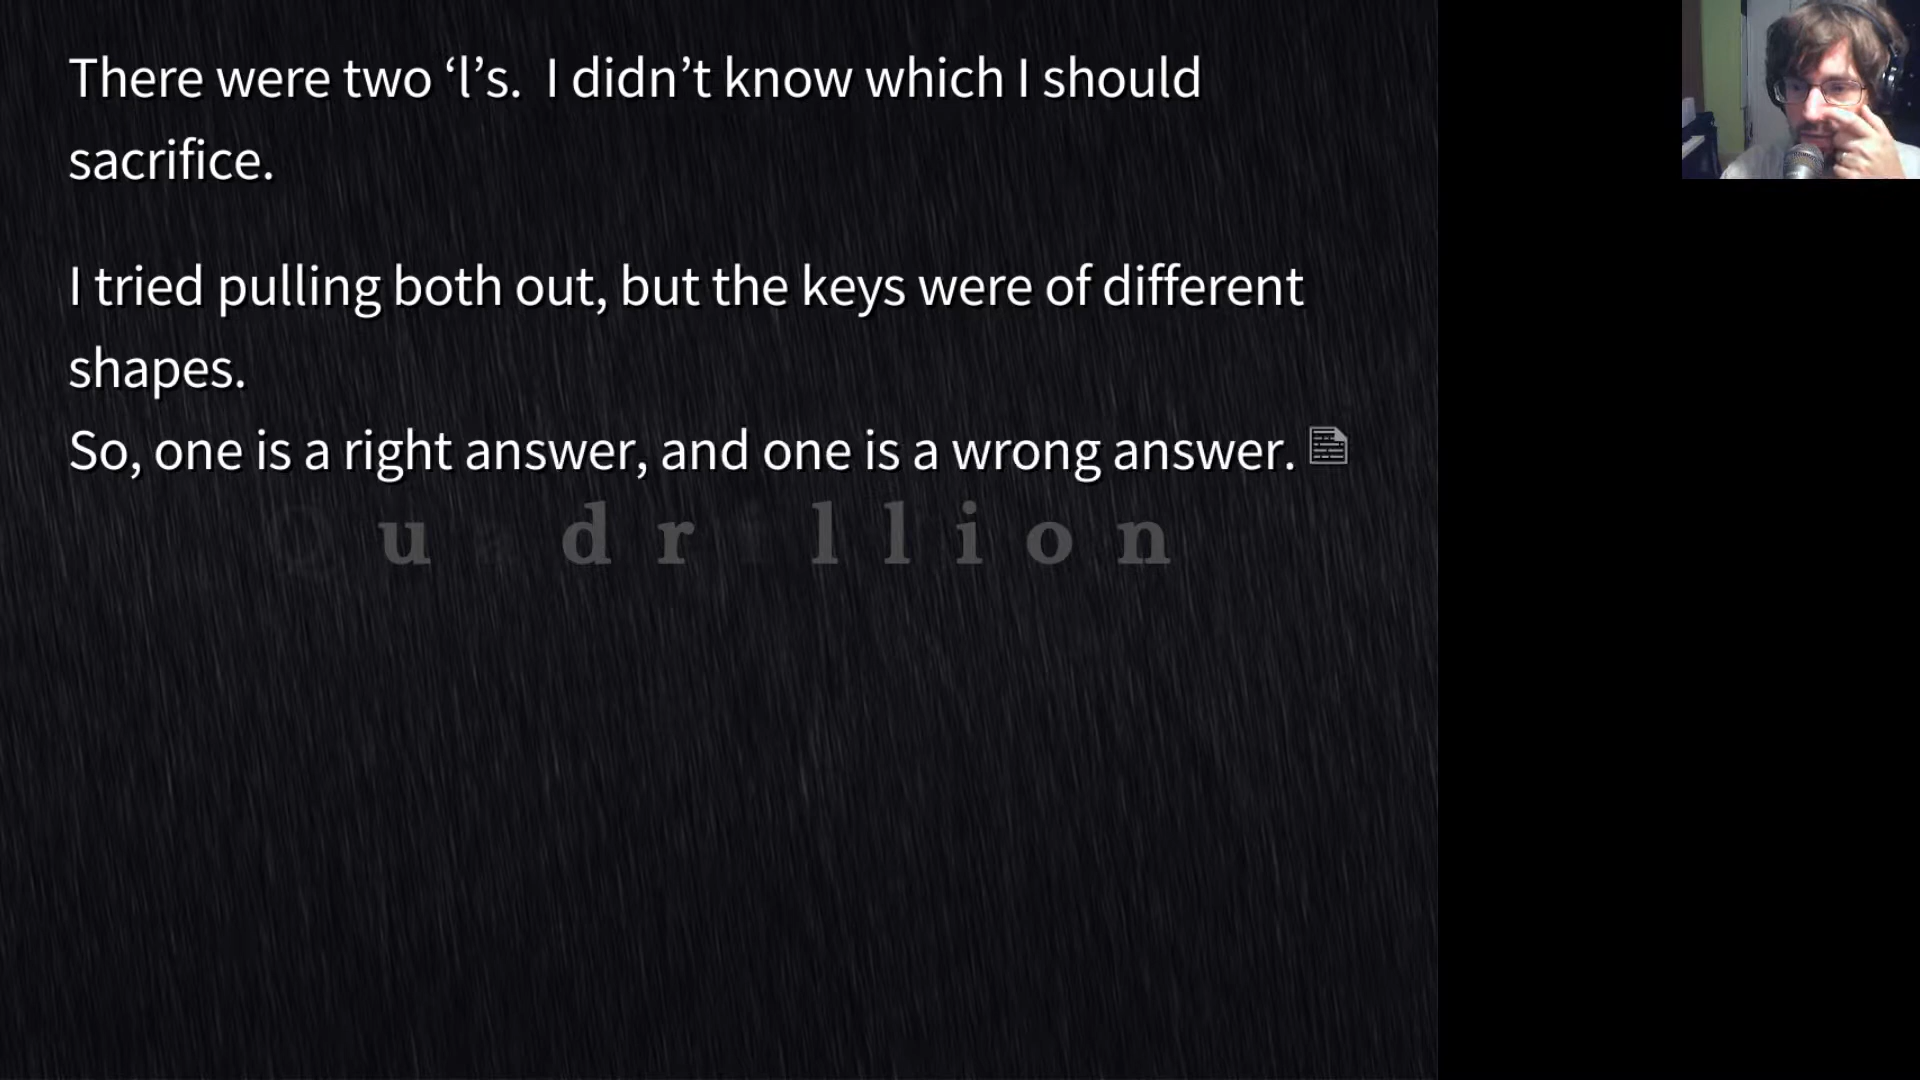 There were two ‘l’s.  I didn’t know which I should
sacrifice.
I tried pulling both out, but the keys were of different
shapes.
So, one is a right answer, and one is a wrong answer.
Q u a d r i l l i o n